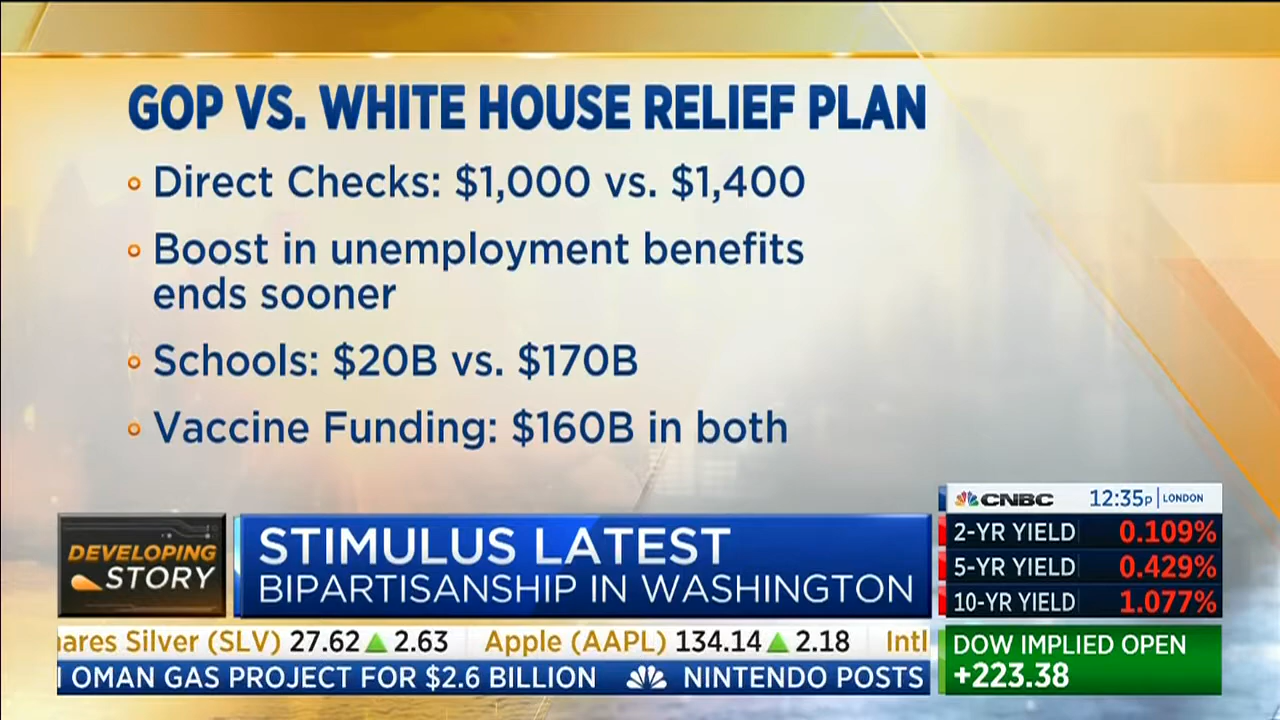 GOP VS. WHITE HOUSE RELIEF PLAN
Direct Checks: $1,000 vs. $1,400
Boost in unemployment benefits
ends sooner
Schools: $20B vs. $170B
Vaccine Funding: $160B in both
DEVELOPING
STORY
STIMULUS LATEST
BIPARTISANSHIP IN WASHINGTON
CNBC 12:35P LONDON
2-YR YIELD 0.109%
5-YR YIELD 0.429%
10-YR YIELD 1.077%
DOW IMPLIED OPEN
+223.38
ares Silver (SLV) 27.62 ▲ 2.63 Apple (AAPL) 134.14 ▲ 2.18 Intl
OMAN GAS PROJECT FOR $2.6 BILLION NINTENDO POSTS